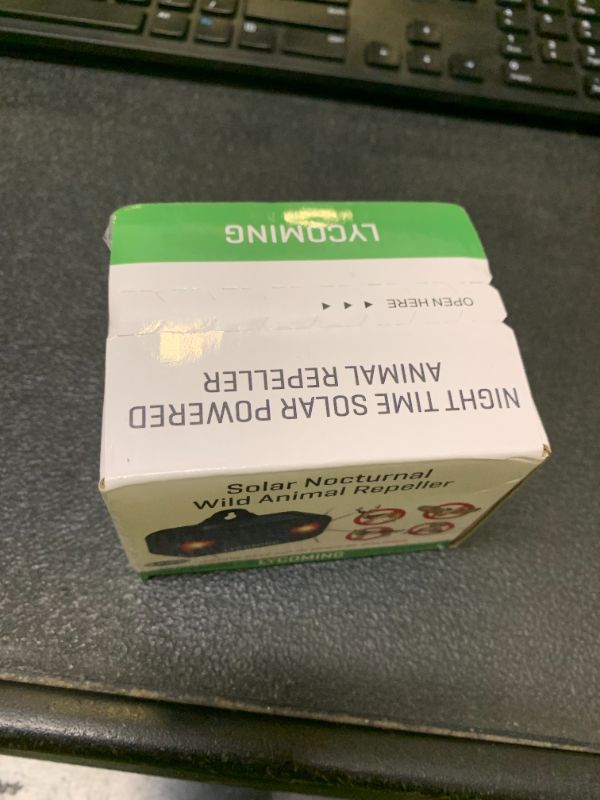 LYCOMING
OPEN HERE
NIGHT TIME SOLAR POWERED
ANIMAL REPELLER
Solar Nocturnal
Wild Animal Repeller
LYCOMING